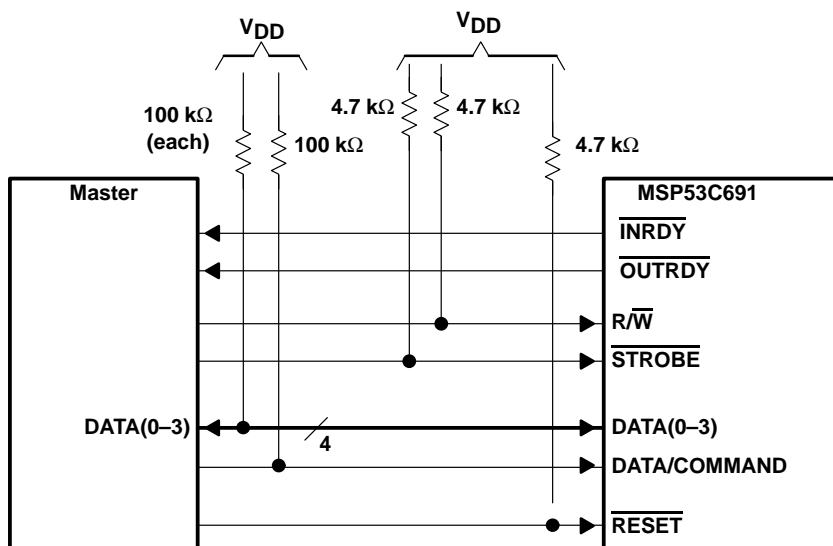 VDD
VDD
100 kΩ
(each)
100 kΩ
4.7 kΩ
4.7 kΩ
4.7 kΩ
Master
MSP53C691
INRDY
OUTRDY
R/W
STROBE
DATA(0–3)
4
DATA(0–3)
DATA/COMMAND
RESET